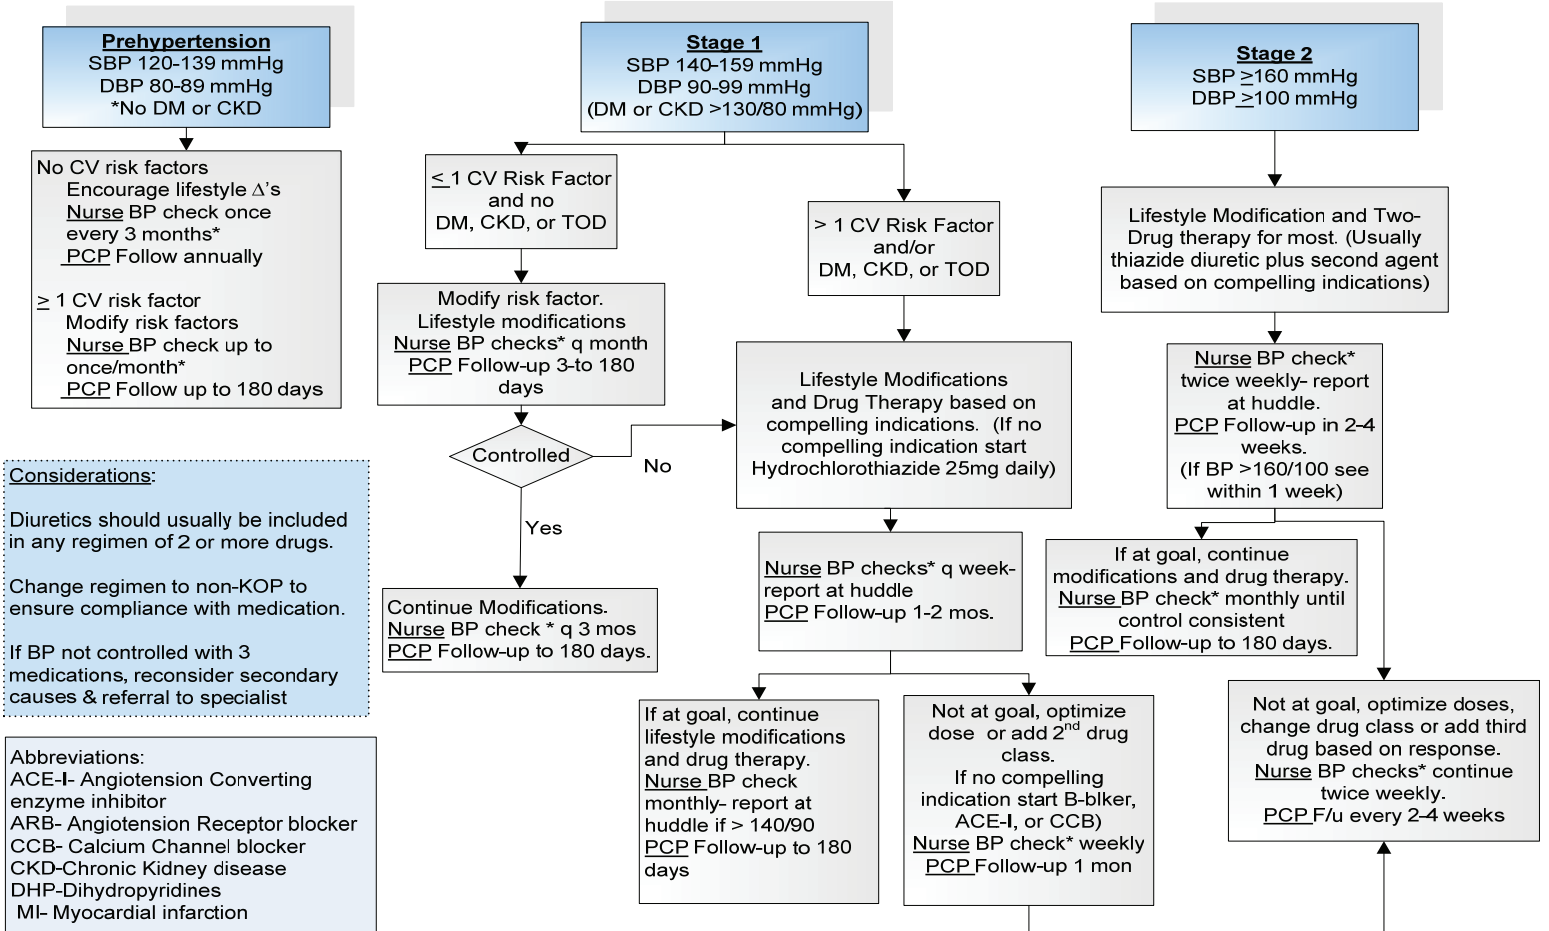 Prehypertension
SBP 120-139 mmHg
DBP 80-89 mmHg
*No DM or CKD
No CV risk factors
Encourage lifestyle Δ's
Nurse BP check once
every 3 months*
PCP Follow annually
≥ 1 CV risk factor
Modify risk factors
Nurse BP check up to
once/month*
PCP Follow up to 180 days
Considerations:
Diuretics should usually be included
in any regimen of 2 or more drugs.
Change regimen to non-KOP to
ensure compliance with medication.
If BP not controlled with 3
medications, reconsider secondary
causes & referral to specialist
Abbreviations:
ACE-I- Angiotension Converting
enzyme inhibitor
ARB- Angiotension Receptor blocker
CCB- Calcium Channel blocker
CKD-Chronic Kidney disease
DHP-Dihydropyridines
MI- Myocardial infarction
Stage 1
SBP 140-159 mmHg
DBP 90-99 mmHg
(DM or CKD >130/80 mmHg)
≤ 1 CV Risk Factor
and no
DM, CKD, or TOD
Modify risk factor.
Lifestyle modifications
Nurse BP checks* q month
PCP Follow-up 3-to 180
days
Controlled
No
Yes
Continue Modifications.
Nurse BP check * q 3 mos
PCP Follow-up to 180 days.
> 1 CV Risk Factor
and/or
DM, CKD, or TOD
Lifestyle Modifications
and Drug Therapy based on
compelling indications. (If no
compelling indication start
Hydrochlorothiazide 25mg daily)
Nurse BP checks* q week-
report at huddle
PCP Follow-up 1-2 mos.
If at goal, continue
lifestyle modifications
and drug therapy.
Nurse BP check
monthly- report at
huddle if > 140/90
PCP Follow-up to 180
days
Not at goal, optimize
dose or add 2nd drug
class.
If no compelling
indication start B-blker,
ACE-I, or CCB)
Nurse BP check* weekly
PCP Follow-up 1 mon
Stage 2
SBP ≥160 mmHg
DBP ≥100 mmHg
Lifestyle Modification and Two-
Drug therapy for most. (Usually
thiazide diuretic plus second agent
based on compelling indications)
Nurse BP check*
twice weekly- report
at huddle.
PCP Follow-up in 2-4
weeks.
(If BP >160/100 see
within 1 week)
If at goal, continue
modifications and drug therapy.
Nurse BP check* monthly until
control consistent
PCP Follow-up to 180 days.
Not at goal, optimize doses,
change drug class or add third
drug based on response.
Nurse BP checks* continue
twice weekly.
PCP F/u every 2-4 weeks